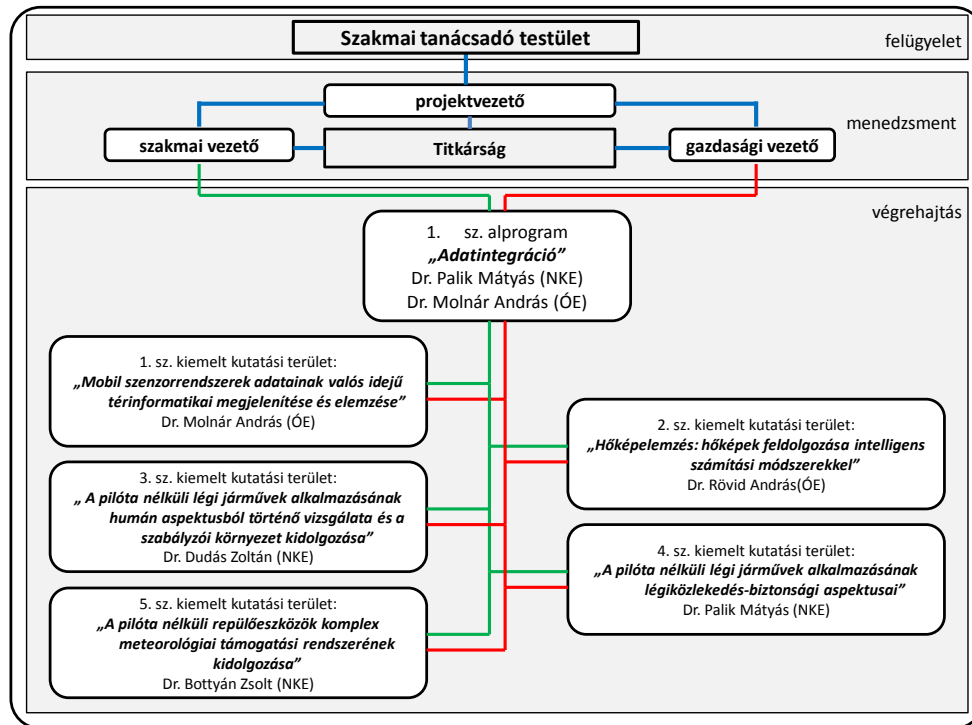 Szakmai tanácsadó testület
felügyelet
projektvezető
menedzsment
szakmai vezető
Titkárság
gazdasági vezető
végrehajtás
1. sz. alprogram
„Adatintegráció”
Dr. Palik Mátyás (NKE)
Dr. Molnár András (ÓE)
1. sz. kiemelt kutatási terület:
„Mobil szenzorrendszerek adatainak valós idejű
térinformatikai megjelenítése és elemzése”
Dr. Molnár András (ÓE)
2. sz. kiemelt kutatási terület:
„Hőképelemzés: hőképek feldolgozása intelligens
számítási módszerekkel”
Dr. Rövid András(ÓE)
3. sz. kiemelt kutatási terület:
„ A pilóta nélküli légi járművek alkalmazásának
humán aspektusból történő vizsgálata és a
szabályzói környezet kidolgozása”
Dr. Dudás Zoltán (NKE)
4. sz. kiemelt kutatási terület:
„A pilóta nélküli légi járművek alkalmazásának
légiközlekedés-biztonsági aspektusai”
Dr. Palik Mátyás (NKE)
5. sz. kiemelt kutatási terület:
„A pilóta nélküli repülőeszközök komplex
meteorológiai támogatási rendszerének
kidolgozása”
Dr. Bottyán Zsolt (NKE)